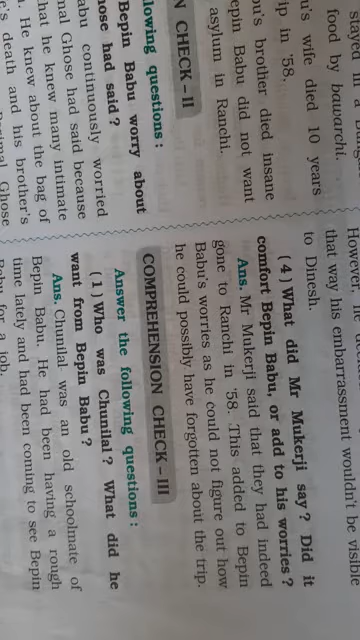 stayed in
food by bawarchi.
u's wife died 10 years
ip in '58.
bu's brother died insane
epin Babu did not want
asylum in Ranchi.
N CHECK–II
lowing questions :
Bepin Babu worry about
hose had said ?
abu continuously worried
mal Ghose had said because
hat he knew many intimate
. He knew about the bag of
e's death and his brother's
Ghose
However, he
that way his embarrassment wouldn't be visible
to Dinesh.
(4) What did Mr Mukerji say ? Did it
comfort Bepin Babu, or add to his worries ?
Ans. Mr Mukerji said that they had indeed
gone to Ranchi in '58. This added to Bepin
Babu's worries as he could not figure out how
he could possibly have forgotten about the trip.
COMPREHENSION CHECK–III
Answer the following questions :
(1) Who was Chunilal ? What did he
want from Bepin Babu ?
Ans. Chunilal was an old schoolmate of
Bepin Babu. He had been having a rough
time lately and had been coming to see Bepin
Babu for a job.